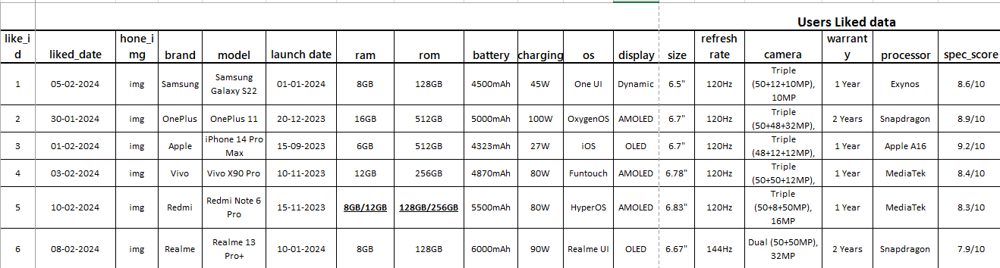 Users Liked data
like_id liked_date hone_img brand model launch date ram rom battery charging os display size refresh rate camera warranty processor spec_score
1 05-02-2024 img Samsung Samsung Galaxy S22 01-01-2024 8GB 128GB 4500mAh 45W One UI Dynamic 6.5" 120Hz Triple (50+12+10MP), 10MP 1 Year Exynos 8.6/10
2 30-01-2024 img OnePlus OnePlus 11 20-12-2023 16GB 512GB 5000mAh 100W OxygenOS AMOLED 6.7" 120Hz Triple (50+48+32MP), 2 Years Snapdragon 8.9/10
3 01-02-2024 img Apple iPhone 14 Pro Max 15-09-2023 6GB 512GB 4323mAh 27W iOS OLED 6.7" 120Hz Triple (48+12+12MP), 1 Year Apple A16 9.2/10
4 03-02-2024 img Vivo Vivo X90 Pro 10-11-2023 12GB 256GB 4870mAh 80W Funtouch AMOLED 6.78" 120Hz Triple (50+50+12MP), 1 Year MediaTek 8.4/10
5 10-02-2024 img Redmi Redmi Note 6 Pro 15-11-2023 8GB/12GB 128GB/256GB 5500mAh 80W HyperOS AMOLED 6.83" 120Hz Triple (50+8+50MP), 16MP 1 Year MediaTek 8.3/10
6 08-02-2024 img Realme Realme 13 Pro+ 10-01-2024 8GB 128GB 6000mAh 90W Realme UI OLED 6.67" 144Hz Dual (50+50MP), 32MP 2 Years Snapdragon 7.9/10